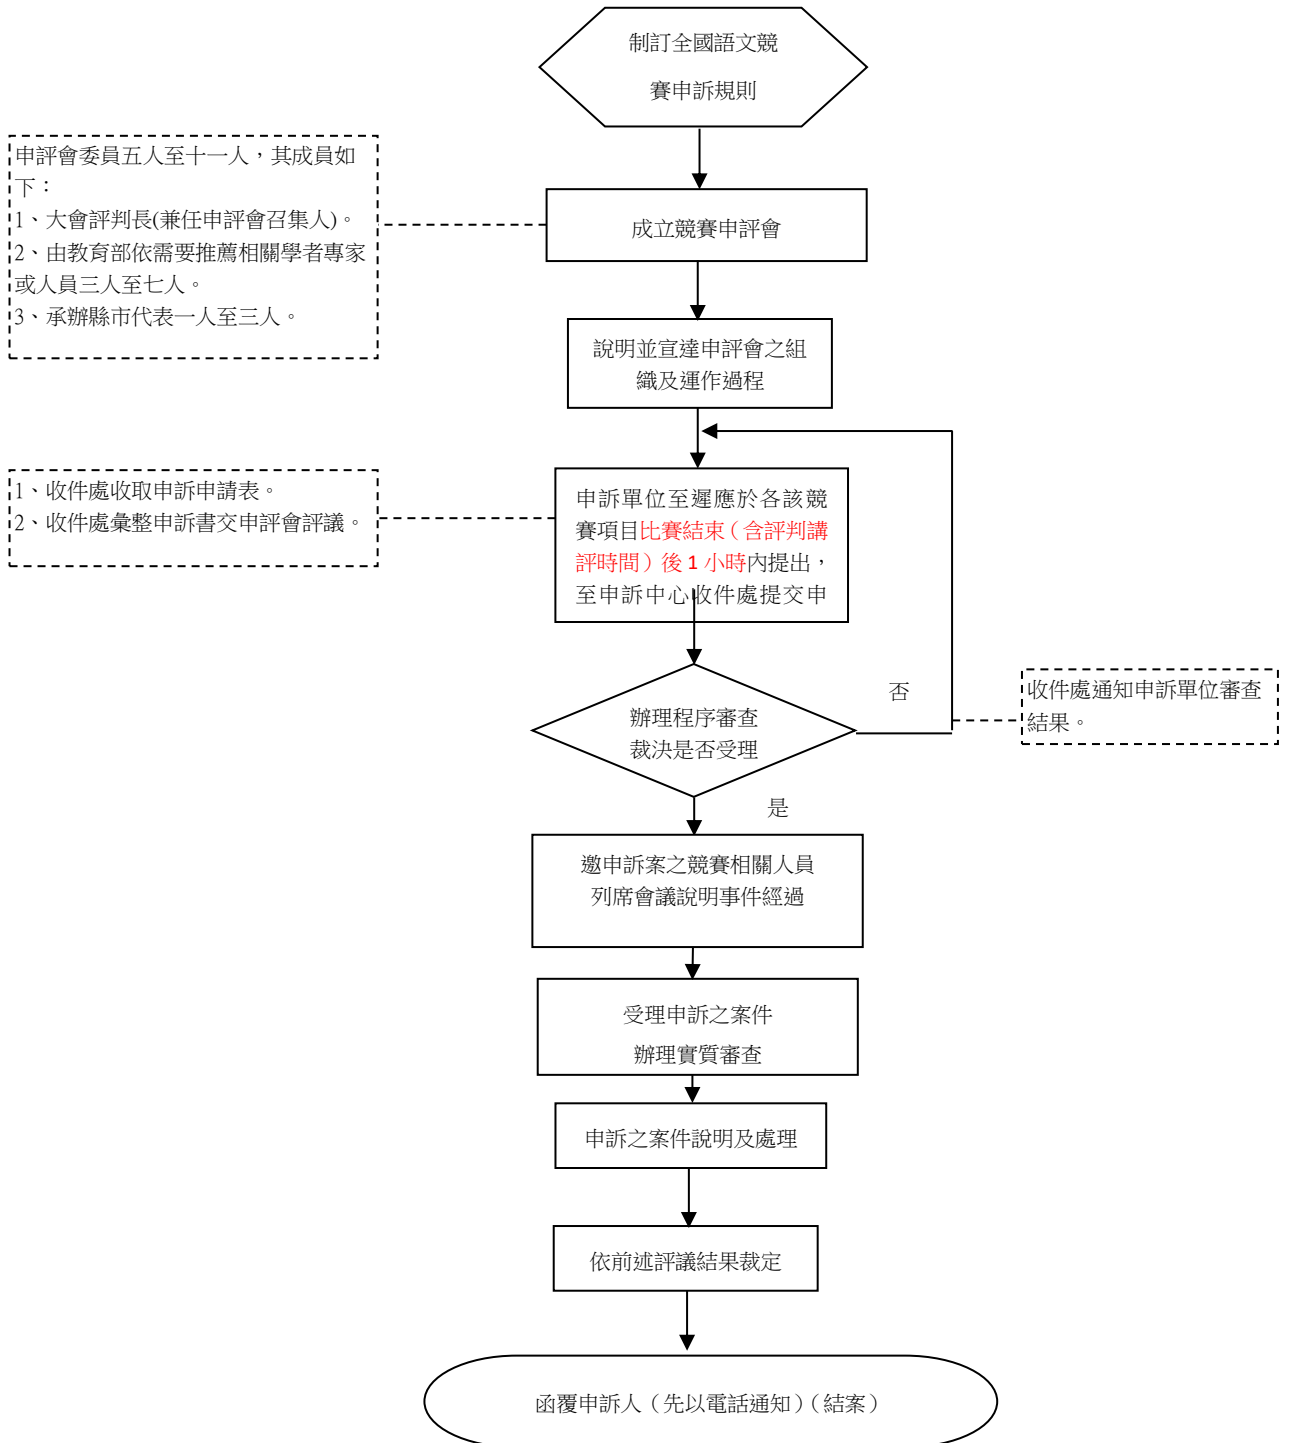 制訂全國語文競
賽申訴規則
申評會委員五人至十一人，其成員如
下：
1、大會評判長(兼任申評會召集人)。
2、由教育部依需要推薦相關學者專家
或人員三人至七人。
3、承辦縣市代表一人至三人。
成立競賽申評會
說明並宣達申評會之組
織及運作過程
1、收件處收取申訴申請表。
2、收件處彙整申訴書交申評會評議。
申訴單位至遲應於各該競
賽項目比賽結束（含評判講
評時間）後 1 小時內提出，
至申訴中心收件處提交申
否
收件處通知申訴單位審查
結果。
辦理程序審查
裁決是否受理
是
邀申訴案之競賽相關人員
列席會議說明事件經過
受理申訴之案件
辦理實質審查
申訴之案件說明及處理
依前述評議結果裁定
函覆申訴人（先以電話通知）（結案）